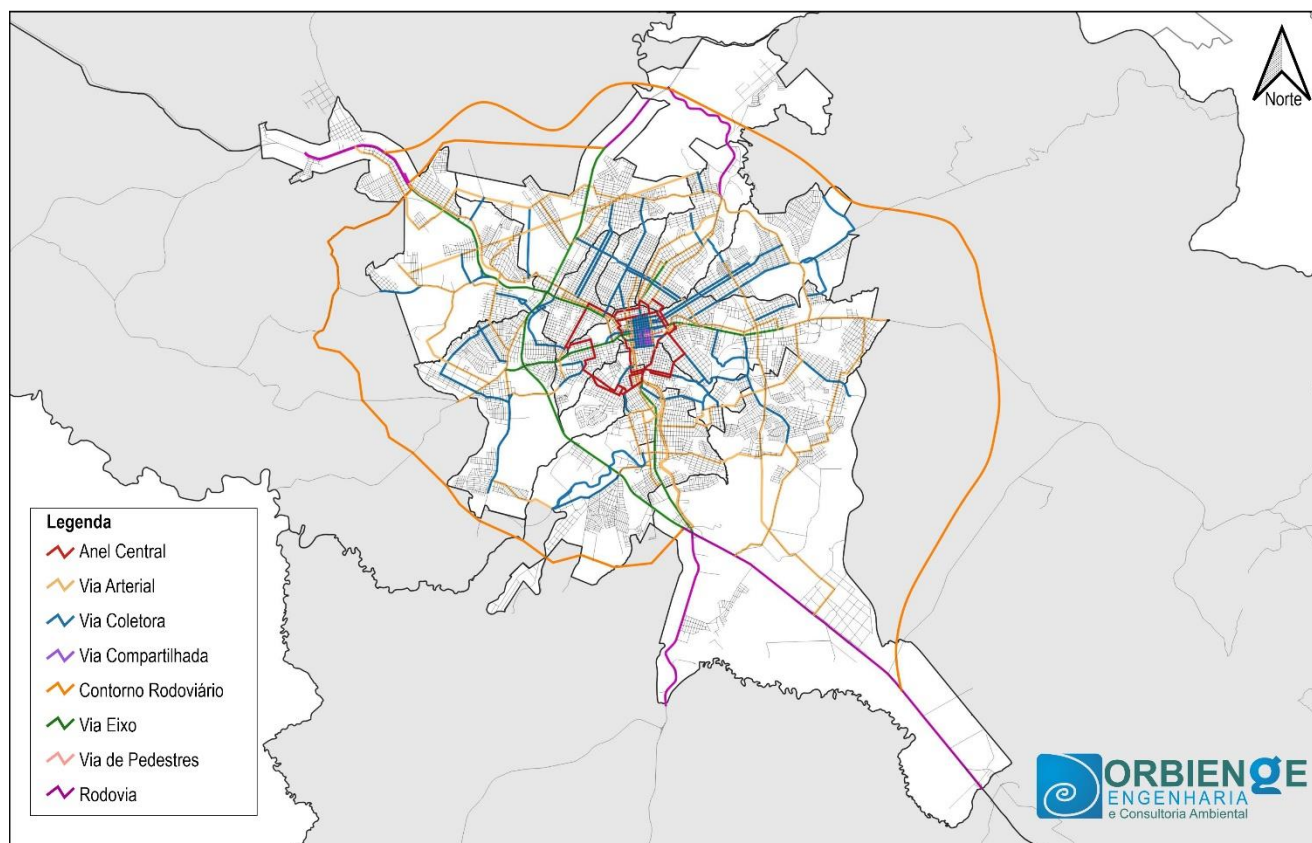 Norte
Legenda
Anel Central
Via Arterial
Via Coletora
Via Compartilhada
Contorno Rodoviário
Via Eixo
Via de Pedestres
Rodovia
ORBIENGE
ENGENHARIA
e Consultoria Ambiental